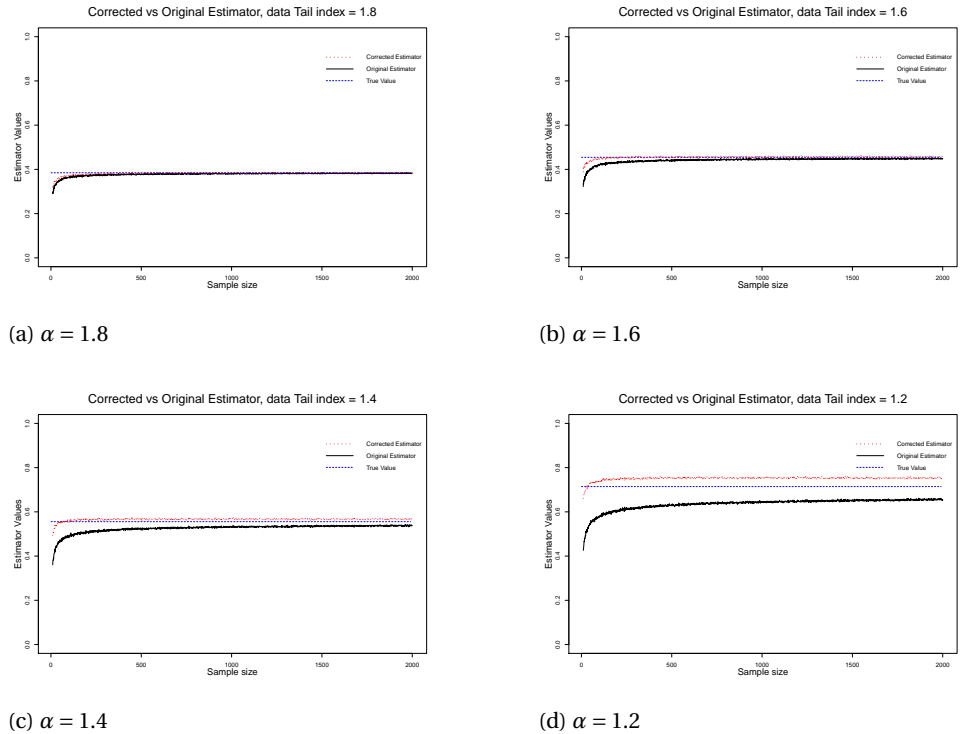 Corrected vs Original Estimator, data Tail index = 1.8
Estimator Values
0.0 0.2 0.4 0.6 0.8 1.0
Corrected Estimator
Original Estimator
True Value
0 500 1000 1500 2000
Sample size
(a) α = 1.8
Corrected vs Original Estimator, data Tail index = 1.6
Estimator Values
0.0 0.2 0.4 0.6 0.8 1.0
Corrected Estimator
Original Estimator
True Value
0 500 1000 1500 2000
Sample size
(b) α = 1.6
Corrected vs Original Estimator, data Tail index = 1.4
Estimator Values
0.0 0.2 0.4 0.6 0.8 1.0
Corrected Estimator
Original Estimator
True Value
0 500 1000 1500 2000
Sample size
(c) α = 1.4
Corrected vs Original Estimator, data Tail index = 1.2
Estimator Values
0.0 0.2 0.4 0.6 0.8 1.0
Corrected Estimator
Original Estimator
True Value
0 500 1000 1500 2000
Sample size
(d) α = 1.2